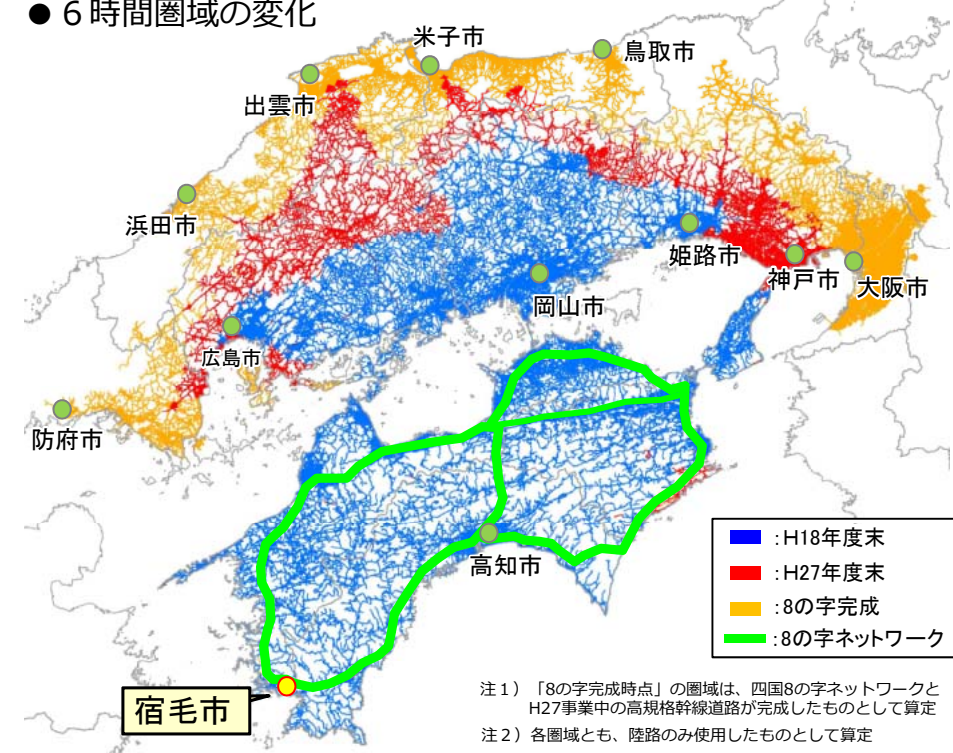 ● 6時間圏域の変化
米子市
鳥取市
出雲市
浜田市
姫路市
神戸市
大阪市
岡山市
広島市
防府市
高知市
宿毛市
:H18年度末
:H27年度末
:8の字完成
:8の字ネットワーク
注1) 「8の字完成時点」の圏域は、四国8の字ネットワークと
H27事業中の高規格幹線道路が完成したものとして算定
注2) 各圏域とも、陸路のみ使用したものとして算定